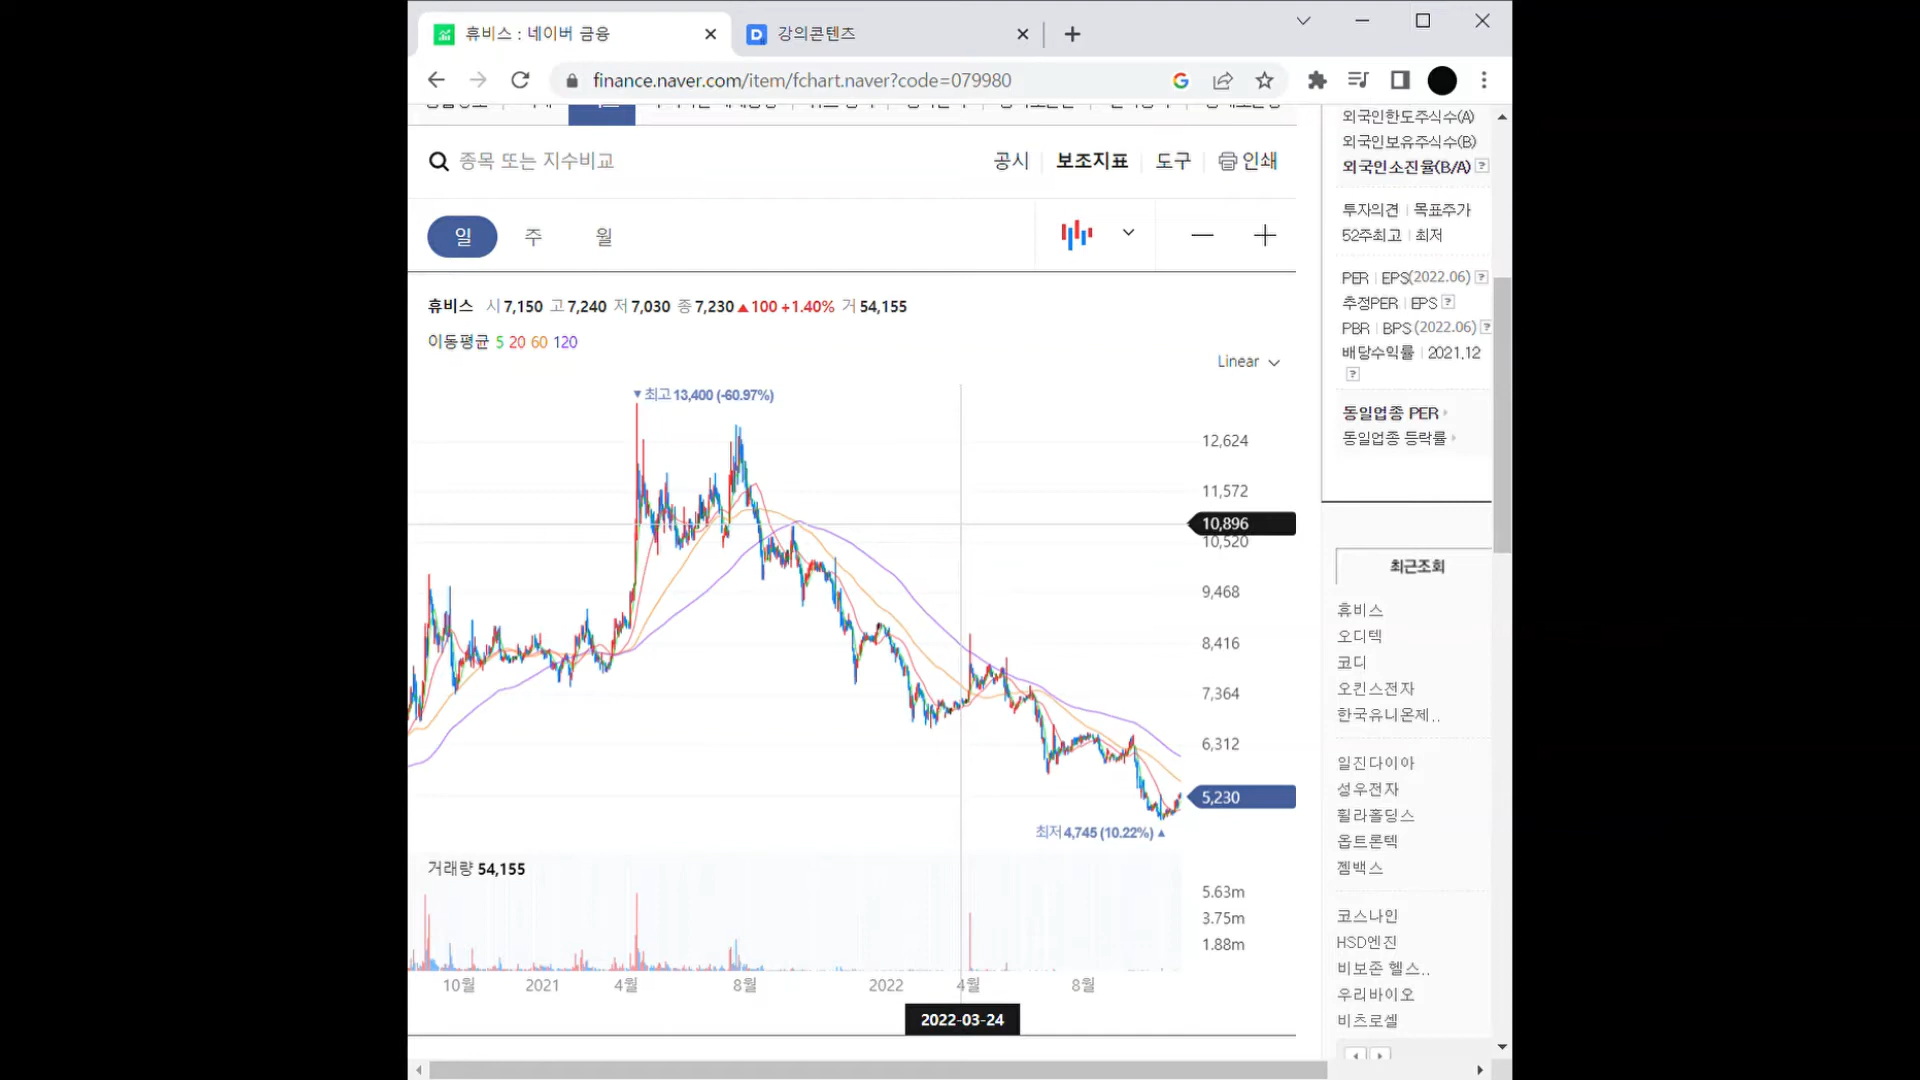 휴비스 : 네이버 금융
강의콘텐츠
finance.naver.com/item/fchart.naver?code=079980
종목 또는 지수비교
공시
보조지표
도구
인쇄
일
주
월
휴비스 시 7,150 고 7,240 저 7,030 종 7,230 ▲100 +1.40% 거 54,155
이동평균 5 20 60 120
Linear
▼최고 13,400 (-60.97%)
12,624
11,572
10,896
10,520
9,468
8,416
7,364
6,312
5,230
최저 4,745 (10.22%) ▲
거래량 54,155
5.63m
3.75m
1.88m
10월
2021
4월
8월
2022
4월
8월
2022-03-24
외국인한도주식수(A)
외국인보유주식수(B)
외국인소진율(B/A) ?
투자의견 | 목표주가
52주최고 | 최저
PER | EPS(2022.06) ?
추정PER | EPS ?
PBR | BPS (2022.06) ?
배당수익률 | 2021.12
?
동일업종 PER
동일업종 등락률
최근조회
휴비스
오디텍
코디
오킨스전자
한국유니온제..
일진다이아
성우전자
휠라홀딩스
옵트론텍
젬백스
코스나인
HSD엔진
비보존 헬스..
우리바이오
비츠로셀